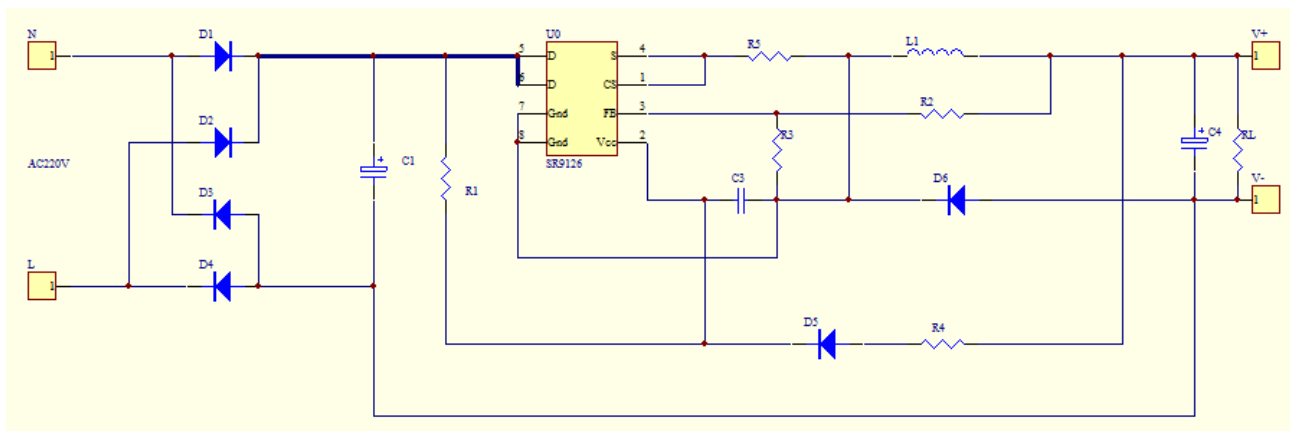 N
1
D1
D2
AC220V
D3
L
1
D4
C1
R1
U0
5 D S 4
6 D CS 1
7 Gnd FB 3
8 Gnd Vcc 2
SR9126
R5
L1
R2
R3
C3
D6
D5
R4
C4
RL
V+
1
V-
1